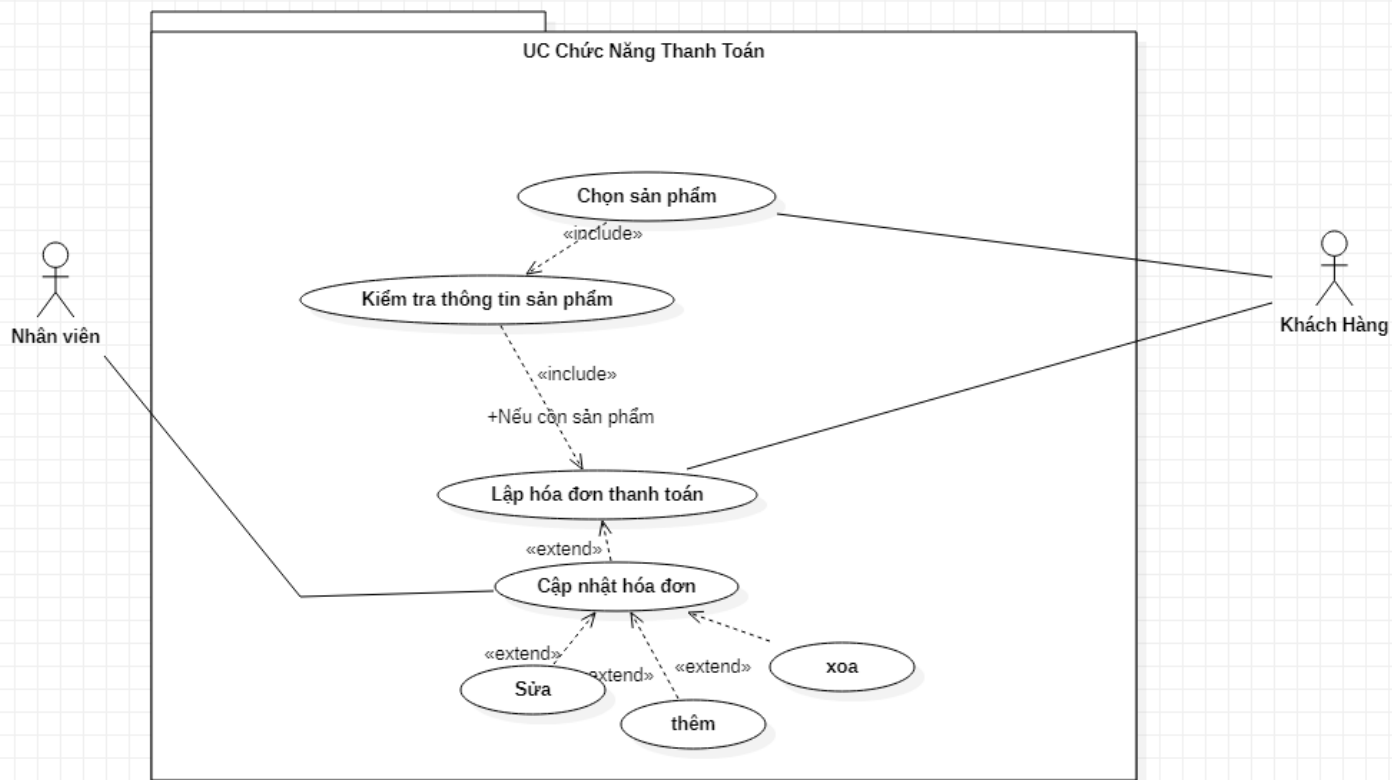 UC Chức Năng Thanh Toán
Chọn sản phẩm
«include»
Kiểm tra thông tin sản phẩm
Nhân viên
Khách Hàng
«include»
+Nếu còn sản phẩm
Lập hóa đơn thanh toán
«extend»
Cập nhật hóa đơn
«extend»
«extend»
extend»
xoa
Sửa
thêm